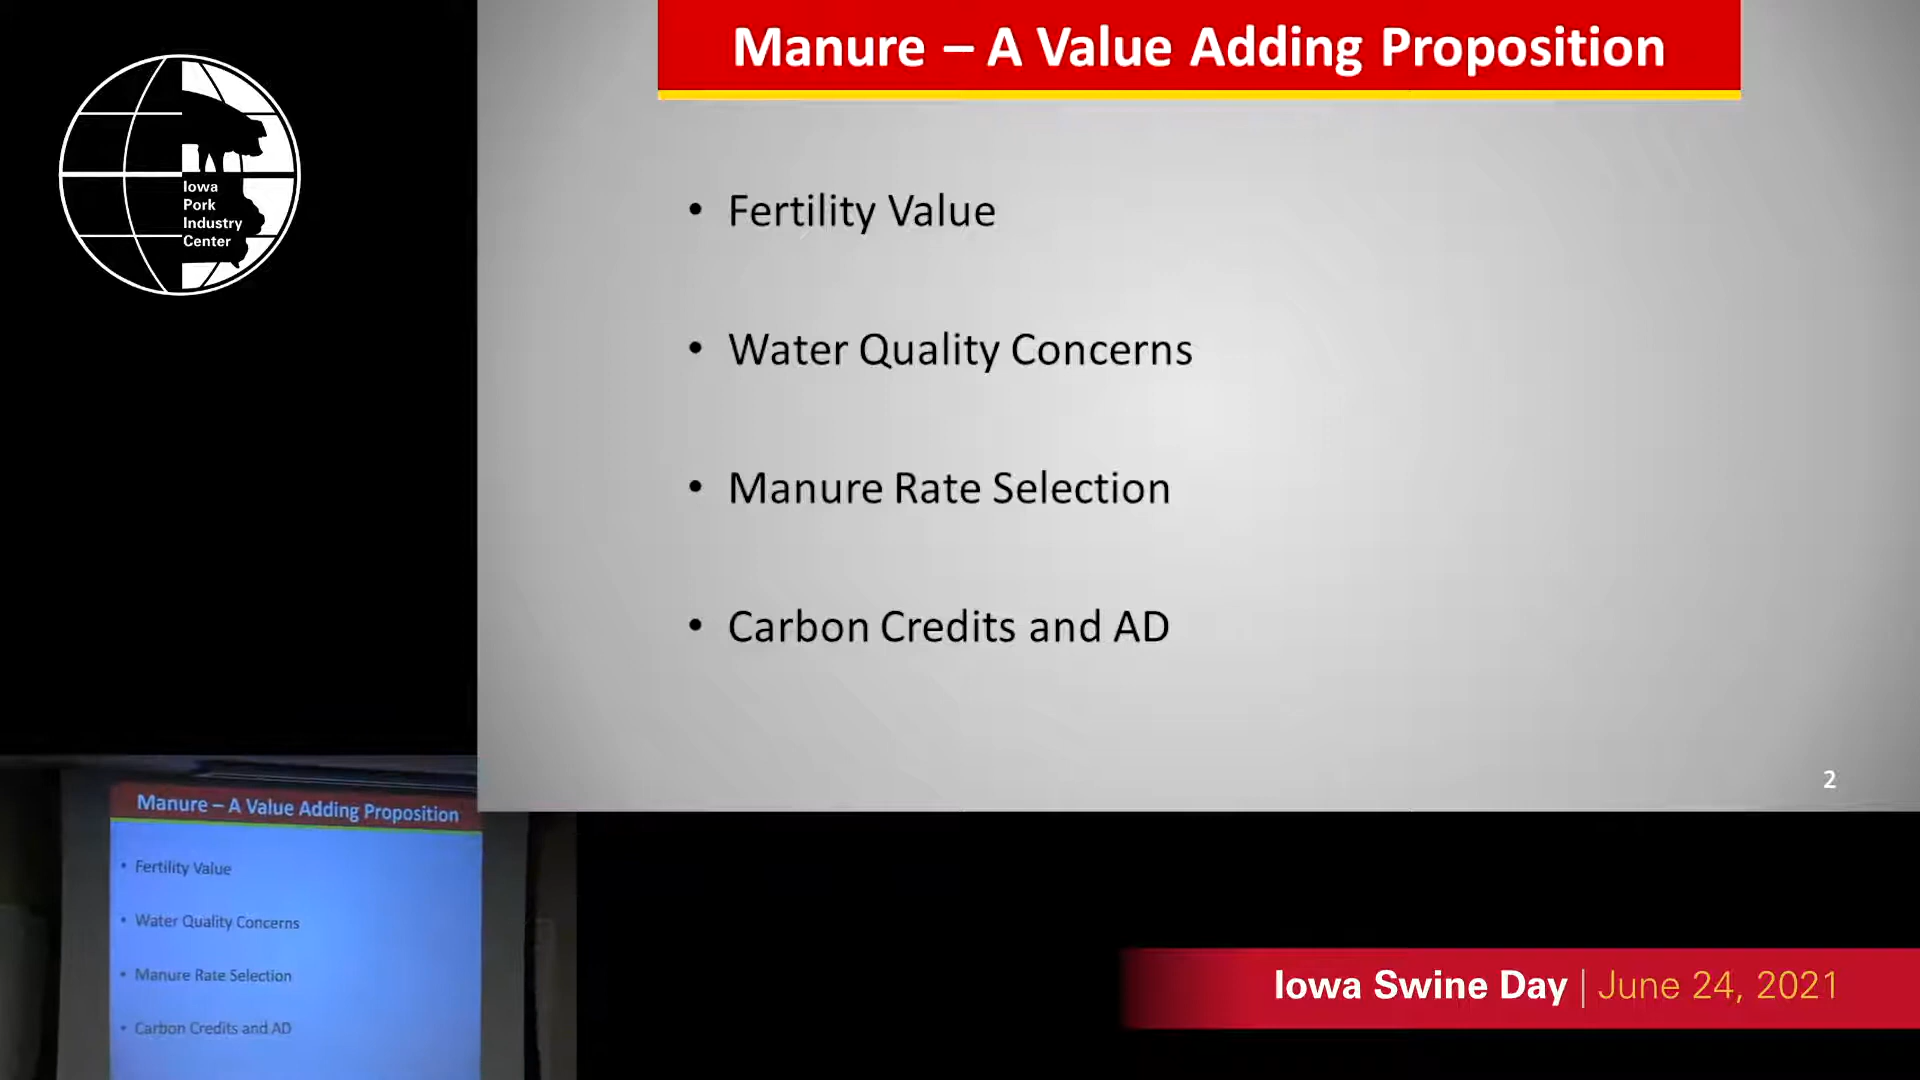 Manure – A Value Adding Proposition
• Fertility Value
• Water Quality Concerns
• Manure Rate Selection
• Carbon Credits and AD
2
Iowa
Pork
Industry
Center
Manure – A Value Adding Proposition
• Fertility Value
• Water Quality Concerns
• Manure Rate Selection
• Carbon Credits and AD
Iowa Swine Day | June 24, 2021